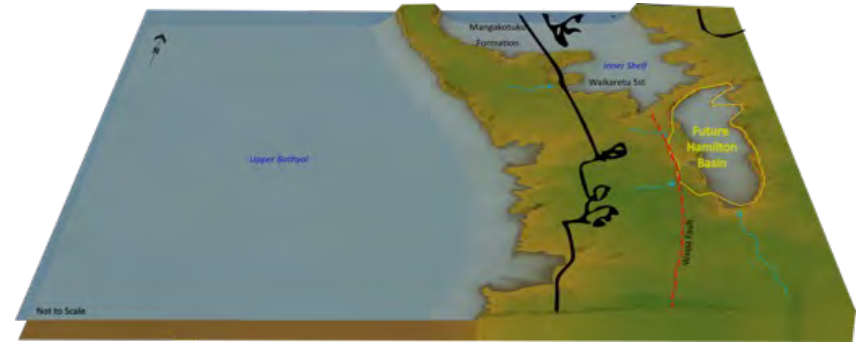 Mangakotuku
Formation
N
Inner Shelf
Waikaretu Sst
Future
Hamilton
Basin
Upper Bathyal
Waipa Fault
Not to Scale